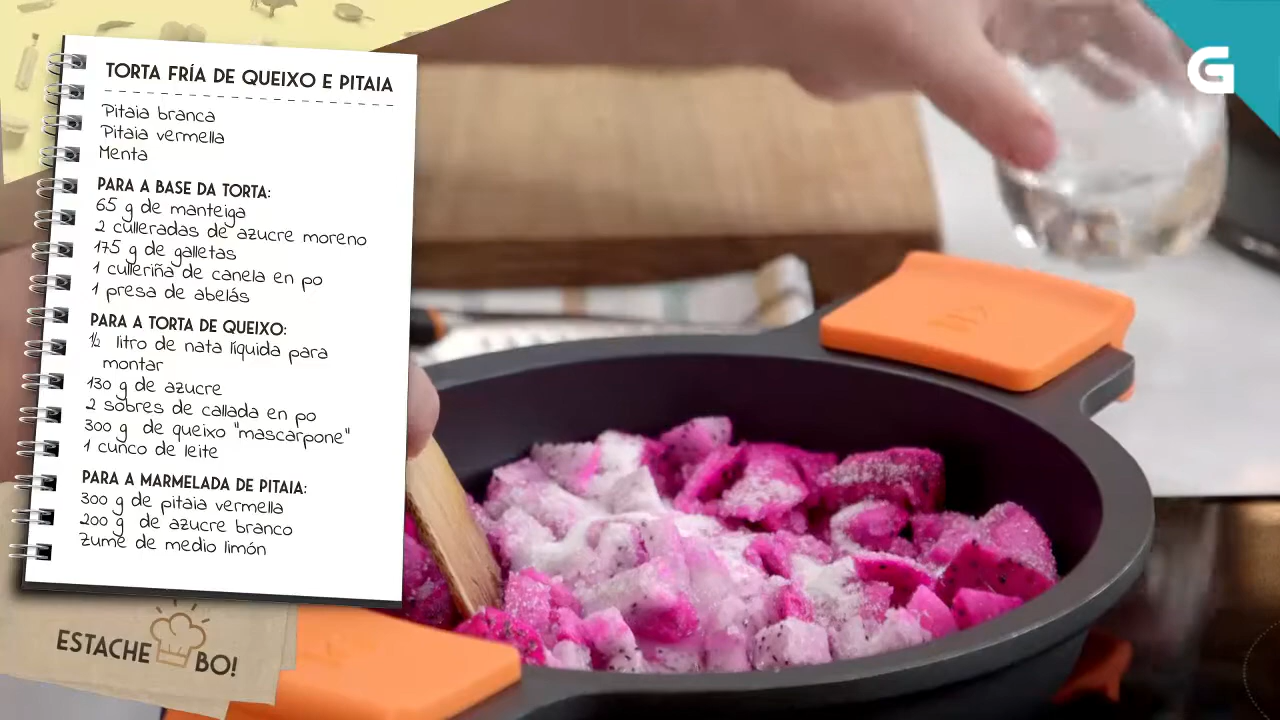 TORTA FRÍA DE QUEIXO E PITAIA
Pitaia branca
Pitaia vermella
Menta
PARA A BASE DA TORTA:
65 g de manteiga
2 culleradas de azucre moreno
175 g de galletas
1 culleriña de canela en po
1 presa de abelás
PARA A TORTA DE QUEIXO:
½ litro de nata líquida para
montar
130 g de azucre
2 sobres de callada en po
300 g de queixo "mascarpone"
1 cunco de leite
PARA A MARMELADA DE PITAIA:
300 g de pitaia vermella
200 g de azucre branco
Zume de medio limón
ESTACHE BO!
G